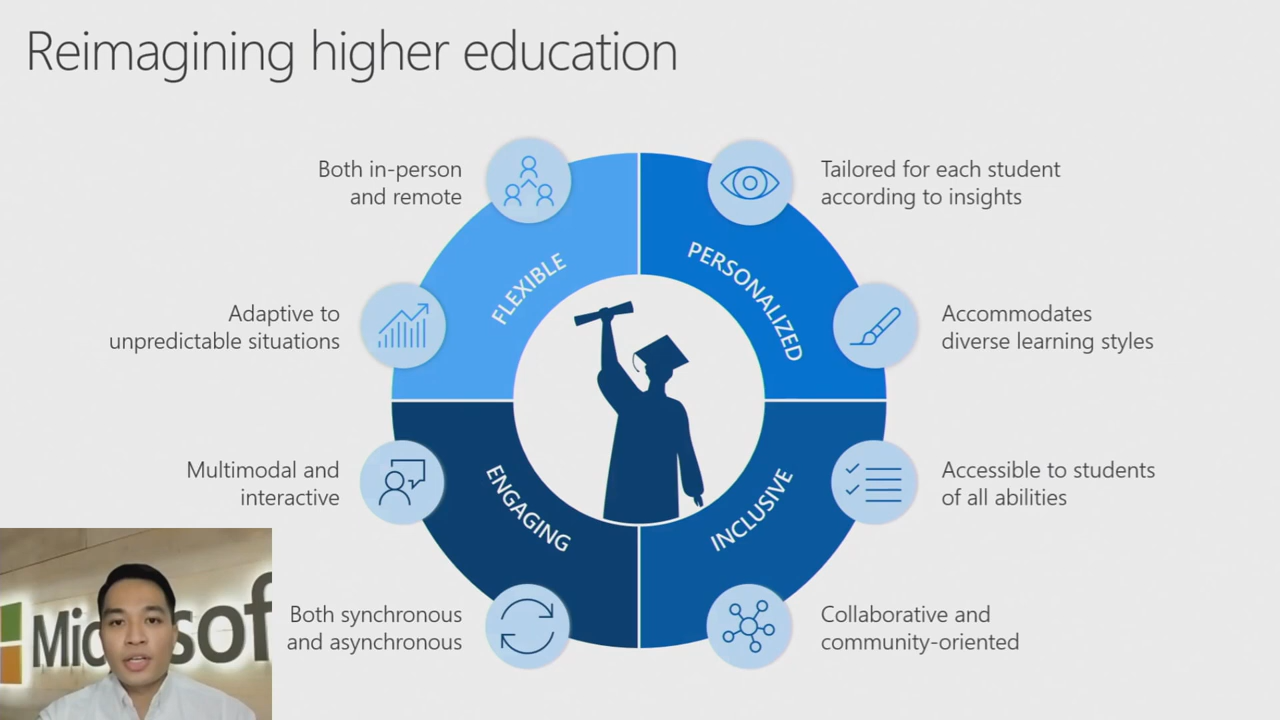 Reimagining higher education
Both in-person
and remote
Tailored for each student
according to insights
FLEXIBLE
PERSONALIZED
Adaptive to
unpredictable situations
Accommodates
diverse learning styles
Multimodal and
interactive
Accessible to students
of all abilities
ENGAGING
INCLUSIVE
Both synchronous
and asynchronous
Collaborative and
community-oriented
Mic sof